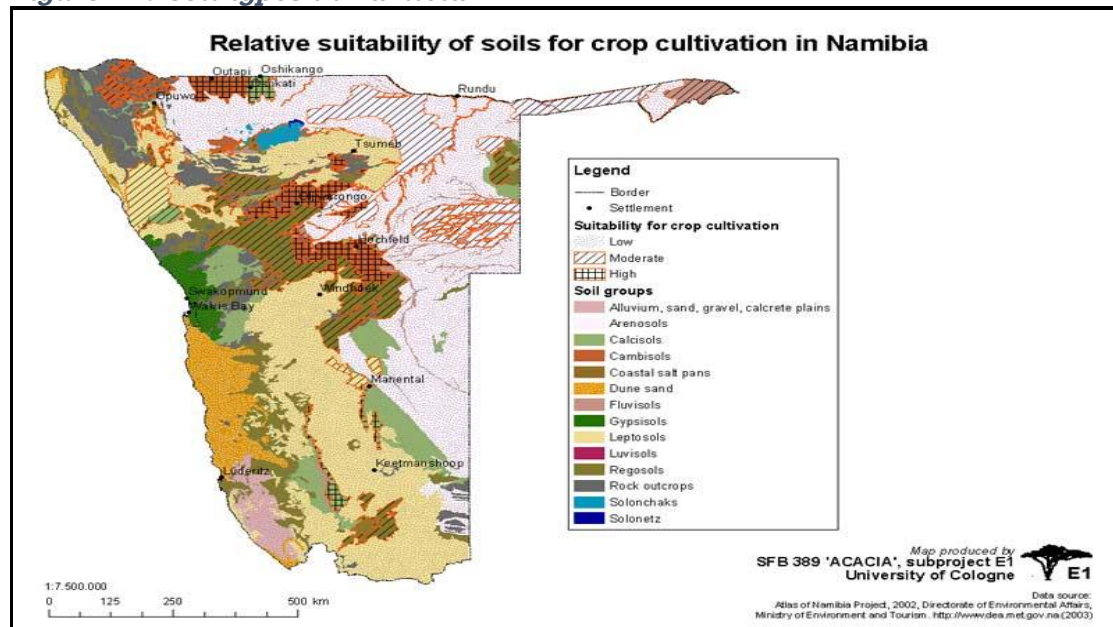 Relative suitability of soils for crop cultivation in Namibia
Outapi
Oshikango
Opuwo
Rundu
Tsumeb
Hochfeld
Windhoek
Swakopmund
Walvis Bay
Mariental
Lüderitz
Keetmanshoop
Legend
Border
Settlement
Suitability for crop cultivation
Low
Moderate
High
Soil groups
Alluvium, sand, gravel, calcrete plains
Arenosols
Calcisols
Cambisols
Coastal salt pans
Dune sand
Fluvisols
Gypsisols
Leptosols
Luvisols
Regosols
Rock outcrops
Solonchaks
Solonetz
1:7.500.000
0 125 250 500 km
Map produced by
SFB 389 'ACACIA', subproject E1
University of Cologne
E1
Data source:
Atlas of Namibia Project, 2002, Directorate of Environmental Affairs,
Ministry of Environment and Tourism. http://www.dea.met.gov.na (2003)